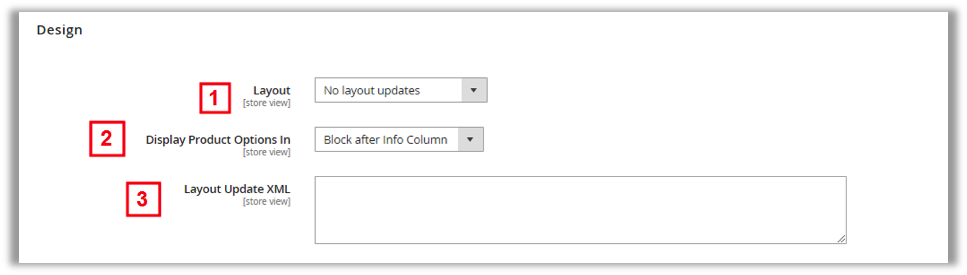 Design
1
Layout
No layout updates
[store view]
2
Display Product Options In
Block after Info Column
[store view]
3
Layout Update XML
[store view]